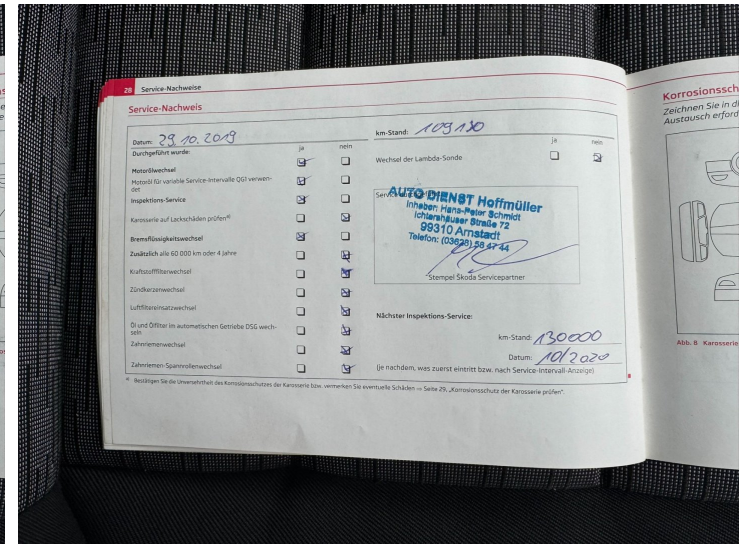 28 Service-Nachweise
Service-Nachweis
Datum: 29.10.2019
km-Stand: 109130
Durchgeführt wurde:
ja nein
Motorölwechsel
Motoröl für variable Service-Intervalle QG1 verwen-
det
Inspektions-Service
Karosserie auf Lackschäden prüfen a)
Bremsflüssigkeitswechsel
Zusätzlich alle 60 000 km oder 4 Jahre
Kraftstofffilterwechsel
Zündkerzenwechsel
Luftfiltereinsatzwechsel
Öl und Ölfilter im automatischen Getriebe DSG wech-
seln
Zahnriemenwechsel
Zahnriemen-Spannrollenwechsel
ja nein
Wechsel der Lambda-Sonde
AUTO DIENST Hoffmüller
Inhaber: Hans-Peter Schmidt
Ichtershäuser Straße 72
99310 Arnstadt
Telefon: (03628) 58 47 44
Stempel Škoda Servicepartner
Nächster Inspektions-Service:
km-Stand: 130000
Datum: 10/2020
(je nachdem, was zuerst eintritt bzw. nach Service-Intervall-Anzeige)
a) Bestätigen Sie die Unversehrtheit des Korrosionsschutzes der Karosserie bzw. vermerken Sie eventuelle Schäden ⇒ Seite 29, „Korrosionsschutz der Karosserie prüfen“.
Korrosionssch
Zeichnen Sie in di
Austausch erford
Abb. 8 Karosserie